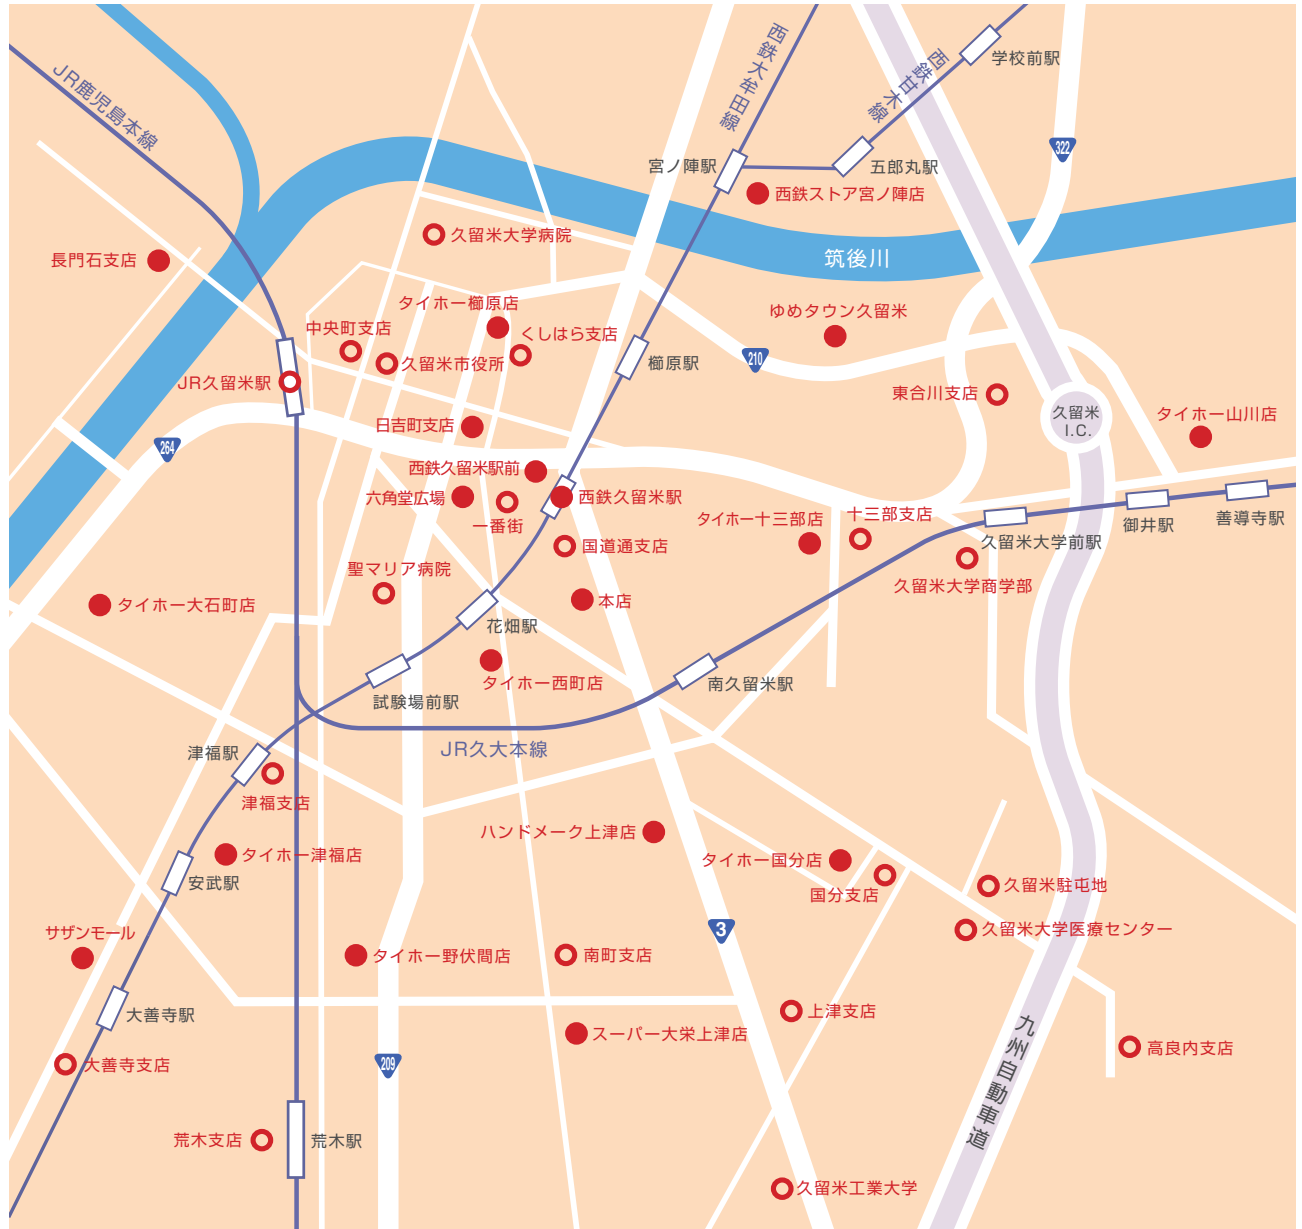 西鉄大牟田線
学校前駅
西鉄甘木線
JR鹿児島本線
322
宮ノ陣駅
五郎丸駅
西鉄ストア宮ノ陣店
久留米大学病院
筑後川
長門石支店
タイホー櫛原店
ゆめタウン久留米
中央町支店
くしはら支店
久留米市役所
櫛原駅
210
JR久留米駅
東合川支店
久留米
I.C.
タイホー山川店
日吉町支店
264
西鉄久留米駅前
六角堂広場
西鉄久留米駅
一番街
タイホー十三部店
十三部支店
善導寺駅
御井駅
国道通支店
久留米大学前駅
聖マリア病院
久留米大学商学部
タイホー大石町店
本店
花畑駅
タイホー西町店
南久留米駅
試験場前駅
JR久大本線
津福駅
津福支店
ハンドメーク上津店
タイホー津福店
タイホー国分店
安武駅
国分支店
久留米駐屯地
サザンモール
3
久留米大学医療センター
タイホー野伏間店
南町支店
大善寺駅
上津支店
スーパー大栄上津店
九州自動車道
高良内支店
大善寺支店
209
荒木支店
荒木駅
久留米工業大学